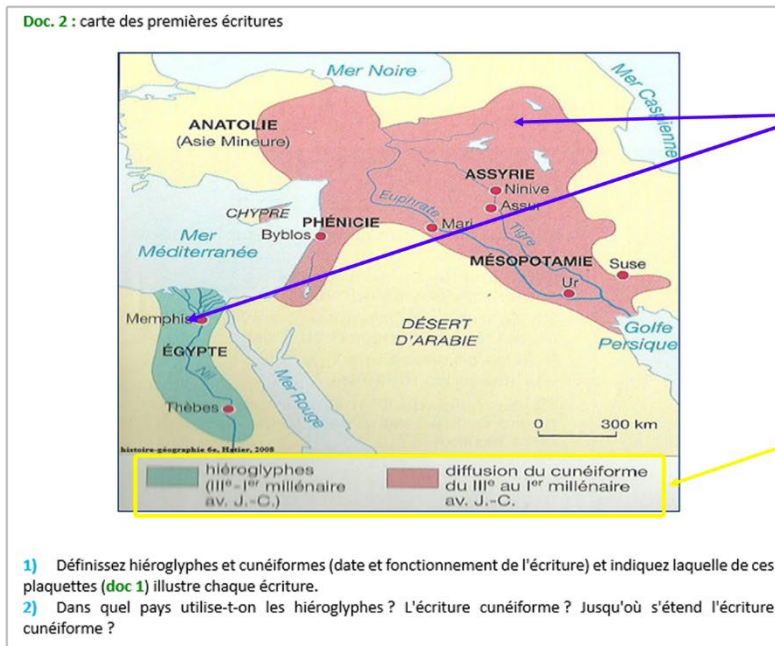 Doc. 2 : carte des premières écritures
Mer Noire
Mer Caspienne
ANATOLIE
(Asie Mineure)
ASSYRIE
Ninive
Assur
CHYPRE
PHÉNICIE
Euphrate
Mari
Tigre
Byblos
Mer
Méditerranée
MÉSOPOTAMIE
Suse
Ur
Memphis
DÉSERT
D'ARABIE
Golfe
Persique
ÉGYPTE
Nil
Mer Rouge
Thèbes
0 300 km
histoire-géographie 6e, Hatier, 2008
hiéroglyphes
(IIIe-Ier millénaire
av. J.-C.)
diffusion du cunéiforme
du IIIe au Ier millénaire
av. J.-C.
1) Définissez hiéroglyphes et cunéiformes (date et fonctionnement de l'écriture) et indiquez laquelle de ces
plaquettes (doc 1) illustre chaque écriture.
2) Dans quel pays utilise-t-on les hiéroglyphes ? L'écriture cunéiforme ? Jusqu'où s'étend l'écriture
cunéiforme ?